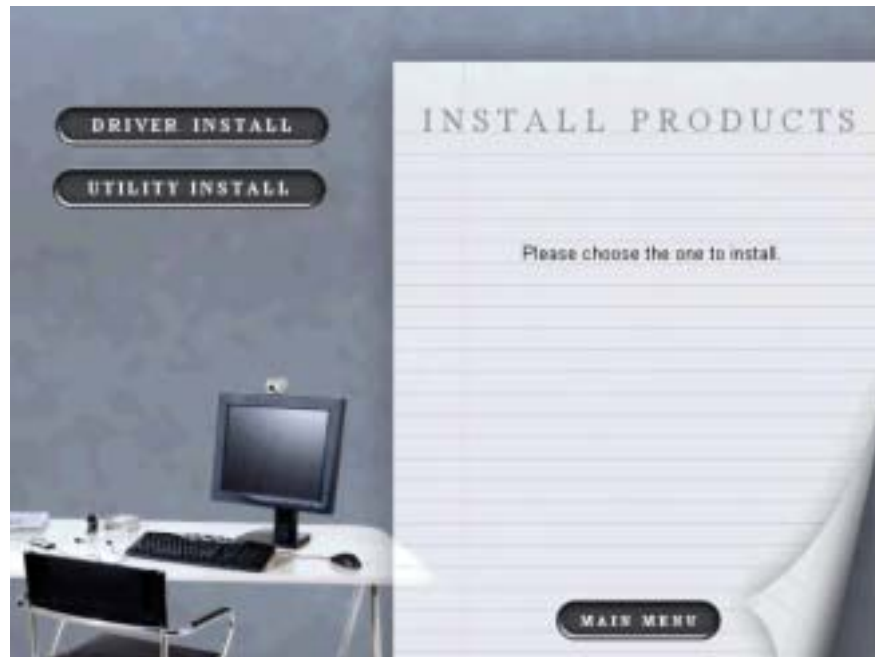 DRIVER INSTALL
UTILITY INSTALL
INSTALL PRODUCTS
Please choose the one to install.
MAIN MENU